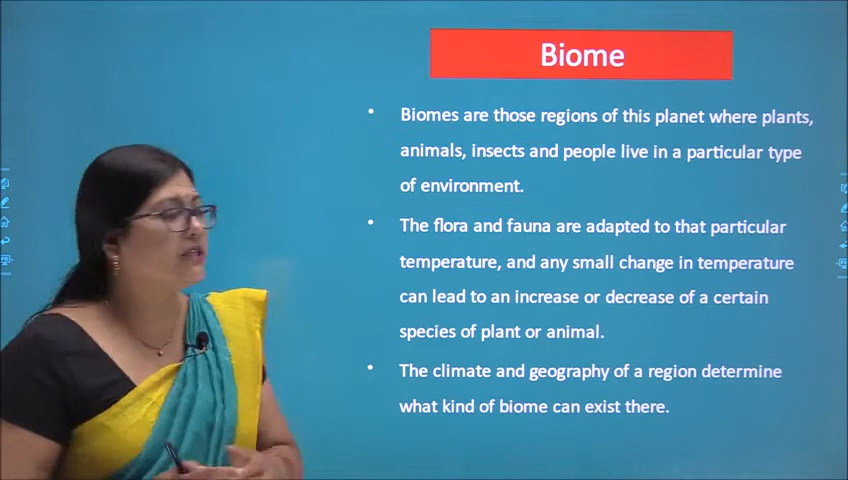 Biome
• Biomes are those regions of this planet where plants,
animals, insects and people live in a particular type
of environment.
• The flora and fauna are adapted to that particular
temperature, and any small change in temperature
can lead to an increase or decrease of a certain
species of plant or animal.
• The climate and geography of a region determine
what kind of biome can exist there.